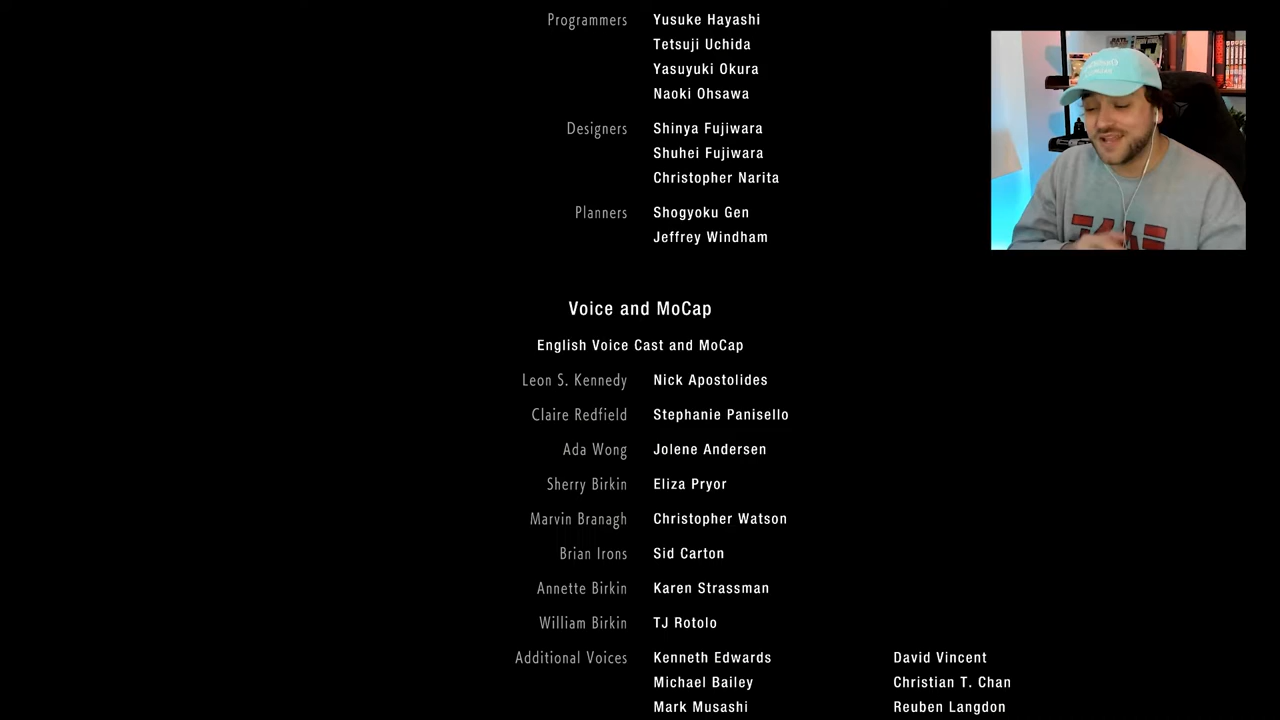 Programmers Yusuke Hayashi
Tetsuji Uchida
Yasuyuki Okura
Naoki Ohsawa
Designers Shinya Fujiwara
Shuhei Fujiwara
Christopher Narita
Planners Shogyoku Gen
Jeffrey Windham
Voice and MoCap
English Voice Cast and MoCap
Leon S. Kennedy Nick Apostolides
Claire Redfield Stephanie Panisello
Ada Wong Jolene Andersen
Sherry Birkin Eliza Pryor
Marvin Branagh Christopher Watson
Brian Irons Sid Carton
Annette Birkin Karen Strassman
William Birkin TJ Rotolo
Additional Voices Kenneth Edwards David Vincent
Michael Bailey Christian T. Chan
Mark Musashi Reuben Langdon